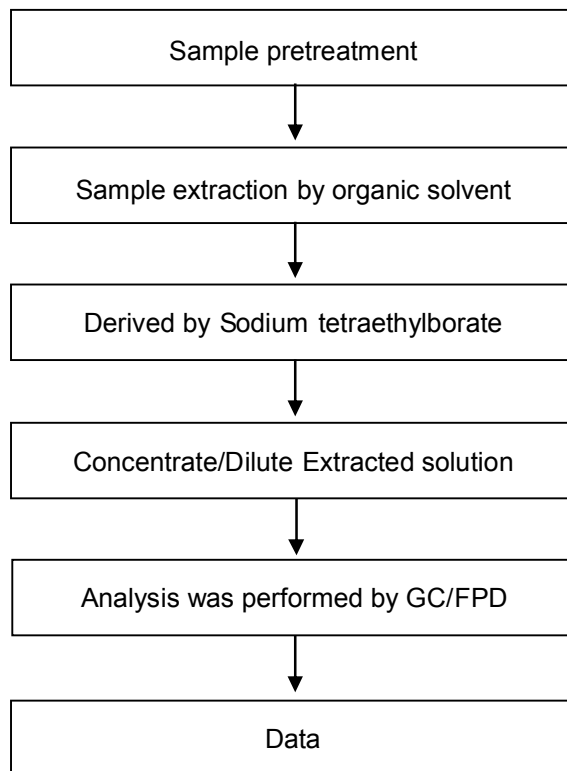 Sample pretreatment
Sample extraction by organic solvent
Derived by Sodium tetraethylborate
Concentrate/Dilute Extracted solution
Analysis was performed by GC/FPD
Data